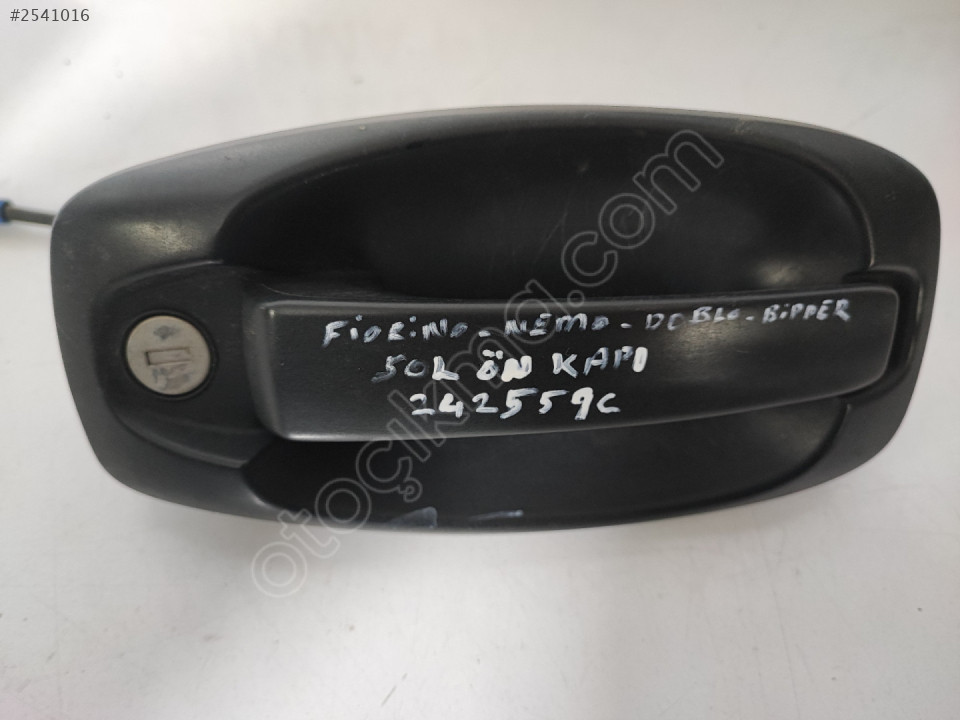 #2541016
FiORiNO - NEMO - DOBLO - BiPPER
SOL ÖN KAPI
242559C
otoçıkma.com